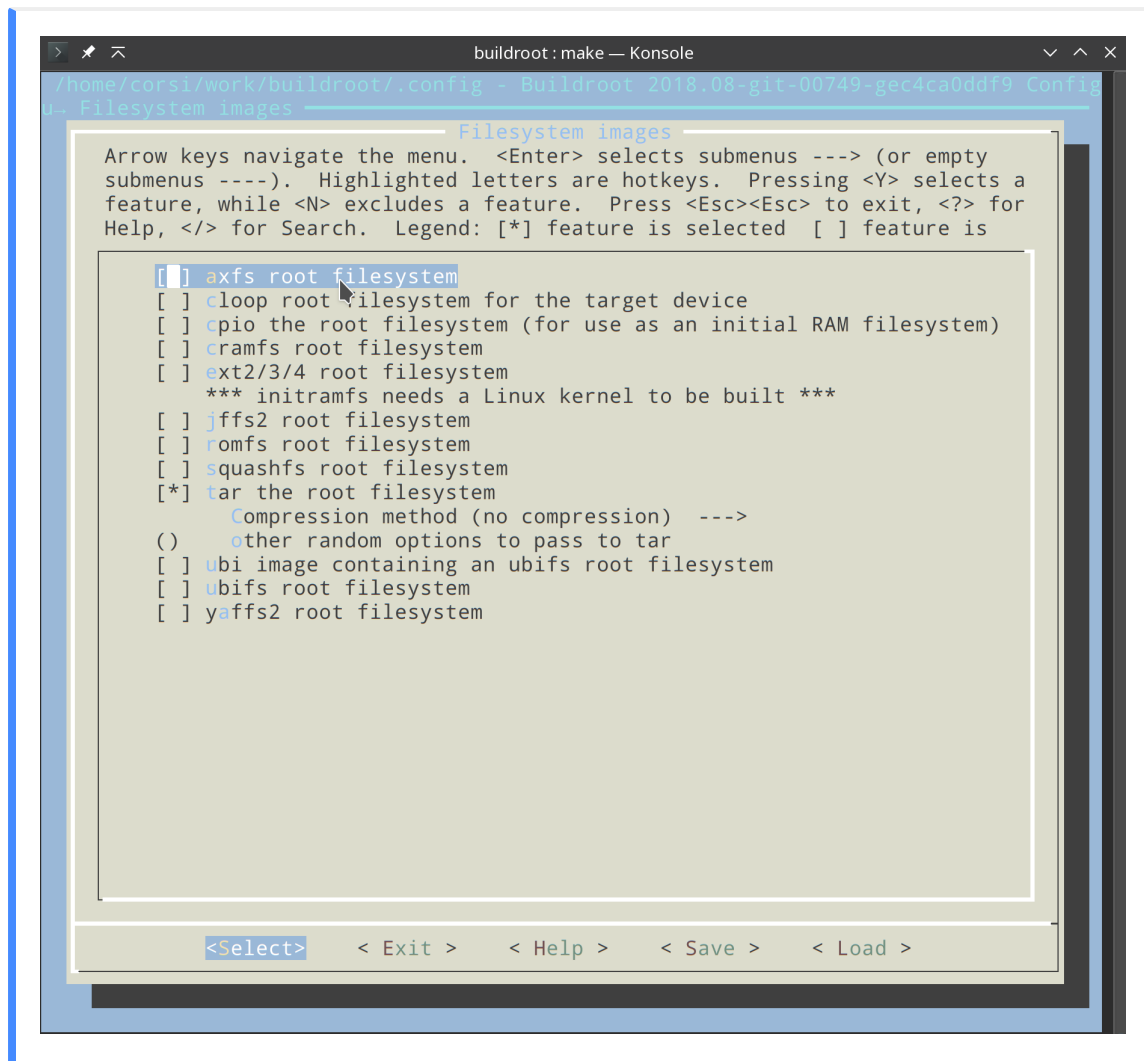 buildroot : make — Konsole
/home/corsi/work/buildroot/.config - Buildroot 2018.08-git-00749-gec4ca0ddf9 Config
u→ Filesystem images
Filesystem images
Arrow keys navigate the menu.  <Enter> selects submenus ---> (or empty
submenus ----).  Highlighted letters are hotkeys.  Pressing <Y> selects a
feature, while <N> excludes a feature.  Press <Esc><Esc> to exit, <?> for
Help, </> for Search.  Legend: [*] feature is selected  [ ] feature is
[ ] axfs root filesystem
[ ] cloop root filesystem for the target device
[ ] cpio the root filesystem (for use as an initial RAM filesystem)
[ ] cramfs root filesystem
[ ] ext2/3/4 root filesystem
*** initramfs needs a Linux kernel to be built ***
[ ] jffs2 root filesystem
[ ] romfs root filesystem
[ ] squashfs root filesystem
[*] tar the root filesystem
Compression method (no compression)  --->
()    other random options to pass to tar
[ ] ubi image containing an ubifs root filesystem
[ ] ubifs root filesystem
[ ] yaffs2 root filesystem
<Select>    < Exit >    < Help >    < Save >    < Load >